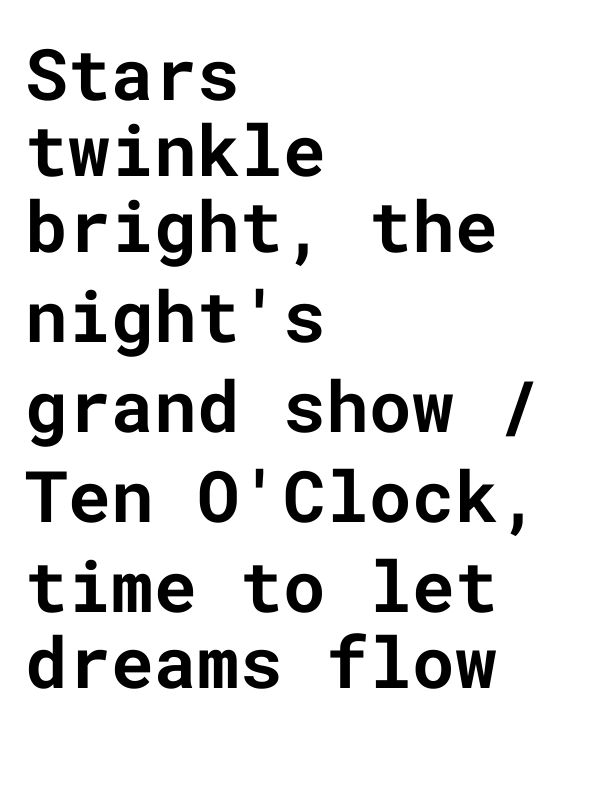 Stars
twinkle
bright, the
night's
grand show /
Ten O'Clock,
time to let
dreams flow